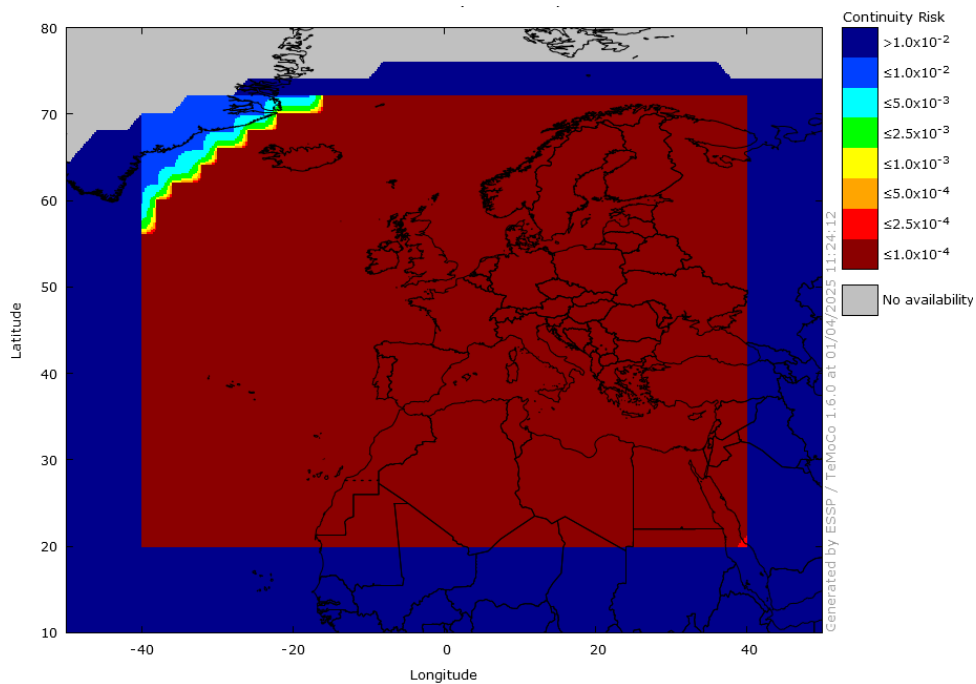 Continuity Risk
>1.0x10⁻²
≤1.0x10⁻²
≤5.0x10⁻³
≤2.5x10⁻³
≤1.0x10⁻³
≤5.0x10⁻⁴
≤2.5x10⁻⁴
≤1.0x10⁻⁴
No availability
80
70
60
50
40
30
20
10
Latitude
-40
-20
0
20
40
Longitude
Generated by ESSP / TeMoCo 1.6.0 at 01/04/2025 11:24:12